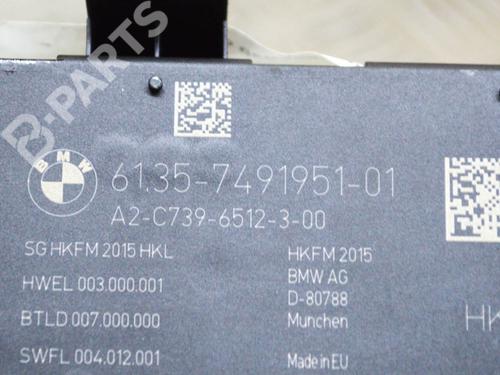 B-PARTS
BMW
61.35-7491951-01
A2-C739-6512-3-00
SG HKFM 2015 HKL
HWEL 003.000.001
BTLD 007.000.000
SWFL 004.012.001
HKFM 2015
BMW AG
D-80788
Munchen
Made in EU